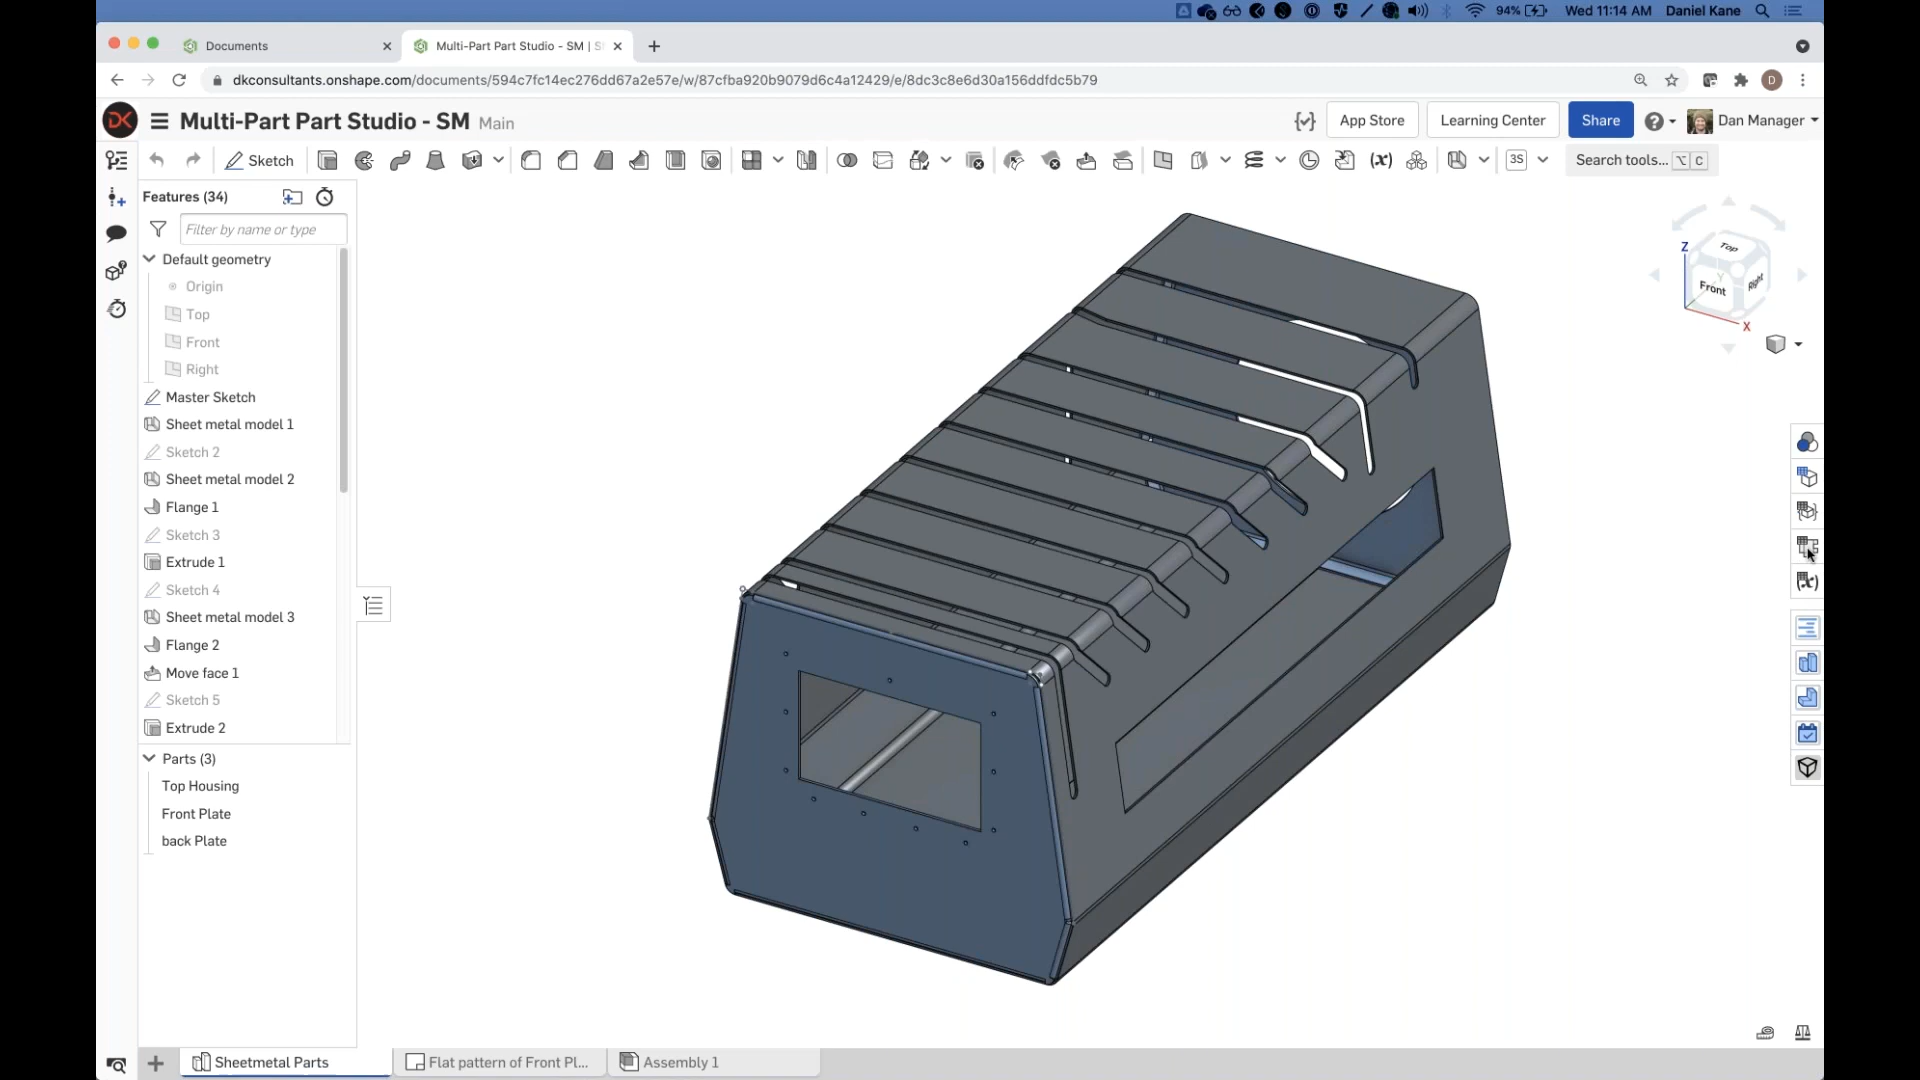 94%
Wed 11:14 AM
Daniel Kane
Documents
Multi-Part Part Studio - SM | S
dkconsultants.onshape.com/documents/594c7fc14ec276dd67a2e57e/w/87cfba920b9079d6c4a12429/e/8dc3c8e6d30a156ddfdc5b79
D
DK
Multi-Part Part Studio - SM
Main
App Store
Learning Center
Share
Dan Manager
Sketch
(x)
3S
Search tools... ⌥ C
Features (34)
Filter by name or type
Default geometry
Origin
Top
Front
Right
Master Sketch
Sheet metal model 1
Sketch 2
Sheet metal model 2
Flange 1
Sketch 3
Extrude 1
Sketch 4
Sheet metal model 3
Flange 2
Move face 1
Sketch 5
Extrude 2
Parts (3)
Top Housing
Front Plate
back Plate
Z
Top
Y
Front
Right
X
(x)
Sheetmetal Parts
Flat pattern of Front Pl...
Assembly 1